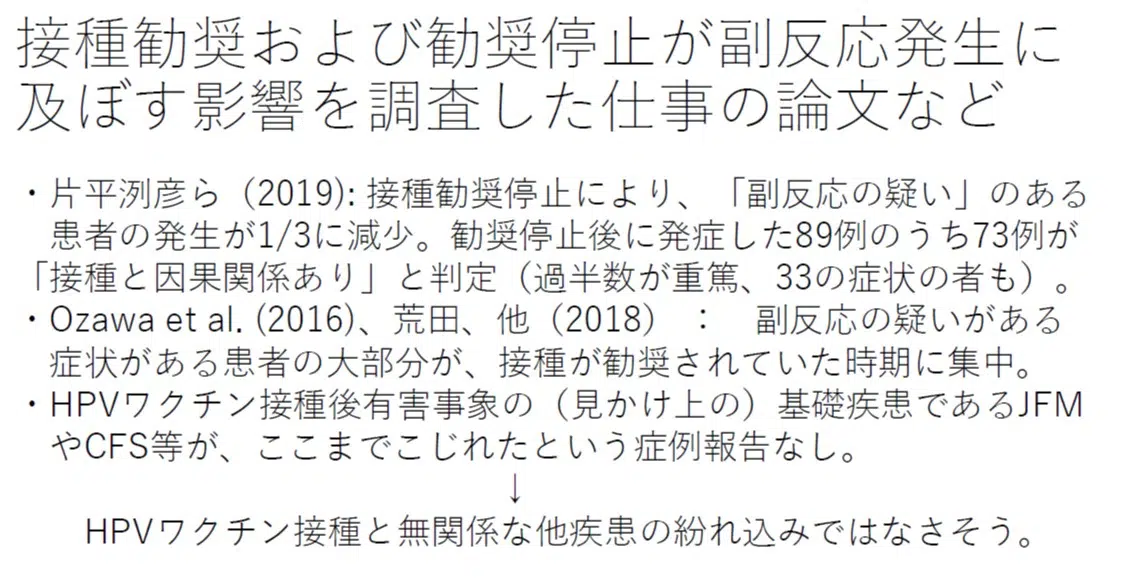 接種勧奨および勧奨停止が副反応発生に
及ぼす影響を調査した仕事の論文など
・片平洌彦ら（2019): 接種勧奨停止により、「副反応の疑い」のある
患者の発生が1/3に減少。勧奨停止後に発症した89例のうち73例が
「接種と因果関係あり」と判定（過半数が重篤、33の症状の者も）。
・Ozawa et al. (2016)、荒田、他（2018）： 副反応の疑いがある
症状がある患者の大部分が、接種が勧奨されていた時期に集中。
・HPVワクチン接種後有害事象の（見かけ上の）基礎疾患であるJFM
やCFS等が、ここまでこじれたという症例報告なし。
↓
HPVワクチン接種と無関係な他疾患の紛れ込みではなさそう。